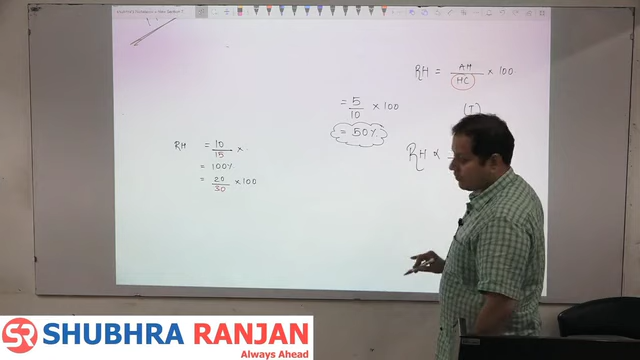 RH = AH / HC × 100
= 5/10 × 100
= 50%
(T)
RH ∝
RH = 10/15 ×
= 100%
= 20/30 × 100
SR SHUBHRA RANJAN
Always Ahead